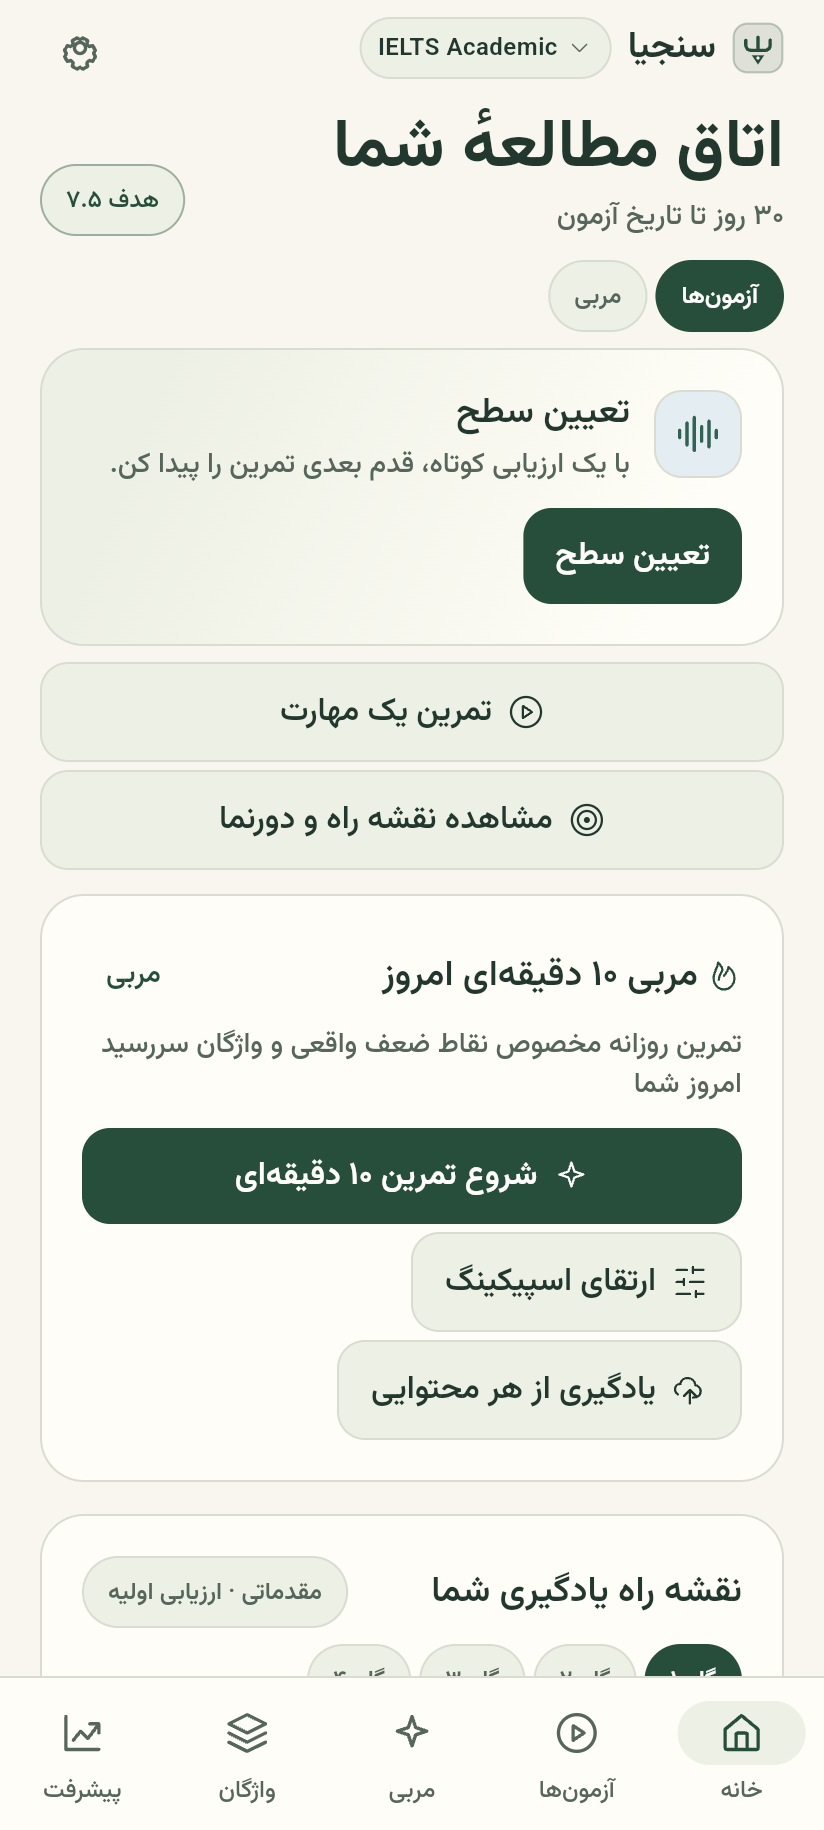 سنجیا
IELTS Academic
اتاق مطالعهٔ شما
۳۰ روز تا تاریخ آزمون
هدف ۷.۵
آزمون‌ها
مربی
تعیین سطح
با یک ارزیابی کوتاه، قدم بعدی تمرین را پیدا کن.
تعیین سطح
تمرین یک مهارت
مشاهده نقشه راه و دورنما
مربی ۱۰ دقیقه‌ای امروز
مربی
تمرین روزانه مخصوص نقاط ضعف واقعی و واژگان سررسید
امروز شما
شروع تمرین ۱۰ دقیقه‌ای
ارتقای اسپیکینگ
یادگیری از هر محتوایی
نقشه راه یادگیری شما
مقدماتی · ارزیابی اولیه
خانه
آزمون‌ها
مربی
واژگان
پیشرفت